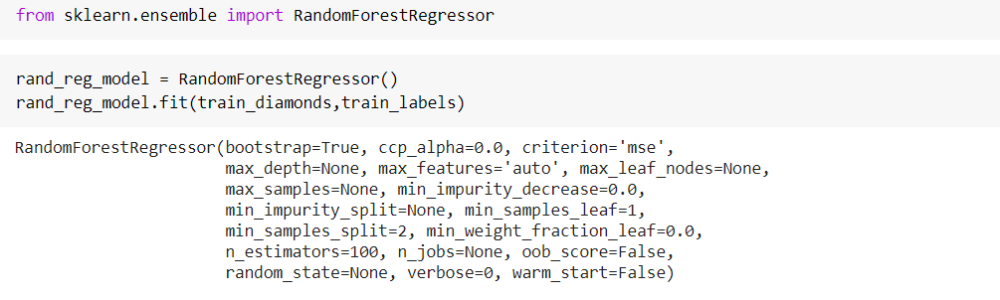 from sklearn.ensemble import RandomForestRegressor
rand_reg_model = RandomForestRegressor()
rand_reg_model.fit(train_diamonds,train_labels)
RandomForestRegressor(bootstrap=True, ccp_alpha=0.0, criterion='mse',
max_depth=None, max_features='auto', max_leaf_nodes=None,
max_samples=None, min_impurity_decrease=0.0,
min_impurity_split=None, min_samples_leaf=1,
min_samples_split=2, min_weight_fraction_leaf=0.0,
n_estimators=100, n_jobs=None, oob_score=False,
random_state=None, verbose=0, warm_start=False)